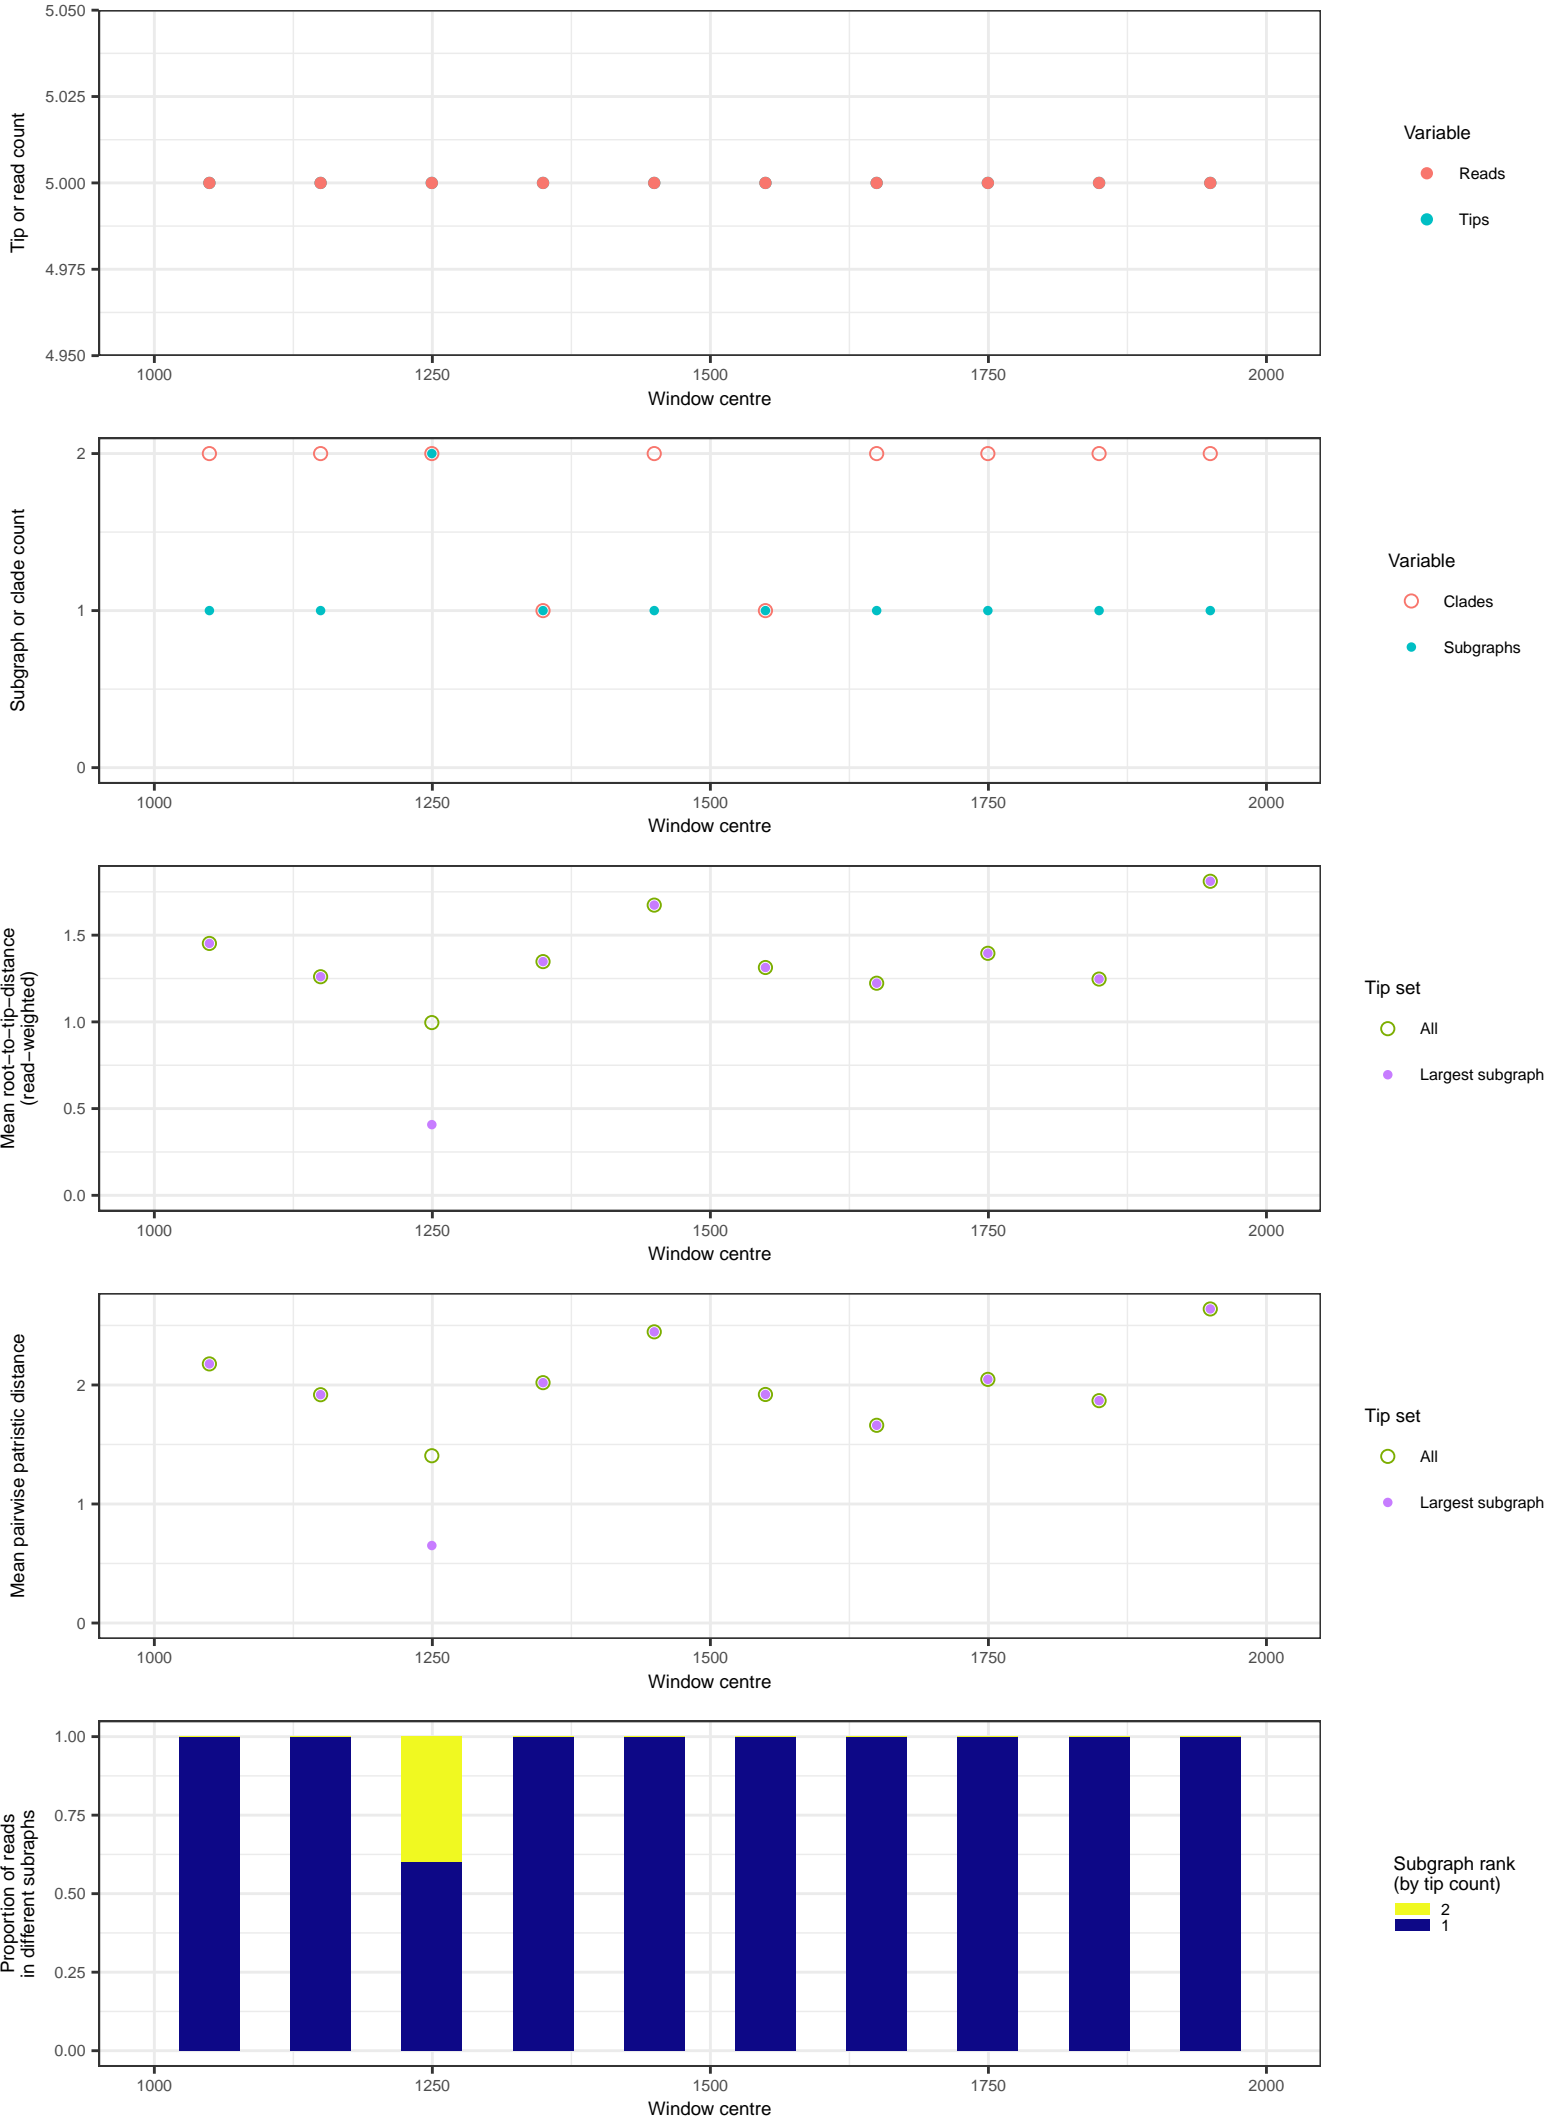 5.050
5.025
5.000
4.975
4.950
Tip or read count
1000 1250 1500 1750 2000
Window centre
Variable
Reads
Tips
2
1
0
Subgraph or clade count
1000 1250 1500 1750 2000
Window centre
Variable
Clades
Subgraphs
1.5
1.0
0.5
0.0
Mean root−to−tip−distance
(read−weighted)
1000 1250 1500 1750 2000
Window centre
Tip set
All
Largest subgraph
2
1
0
Mean pairwise patristic distance
1000 1250 1500 1750 2000
Window centre
Tip set
All
Largest subgraph
1.00
0.75
0.50
0.25
0.00
Proportion of reads
in different subraphs
1000 1250 1500 1750 2000
Window centre
Subgraph rank
(by tip count)
2
1